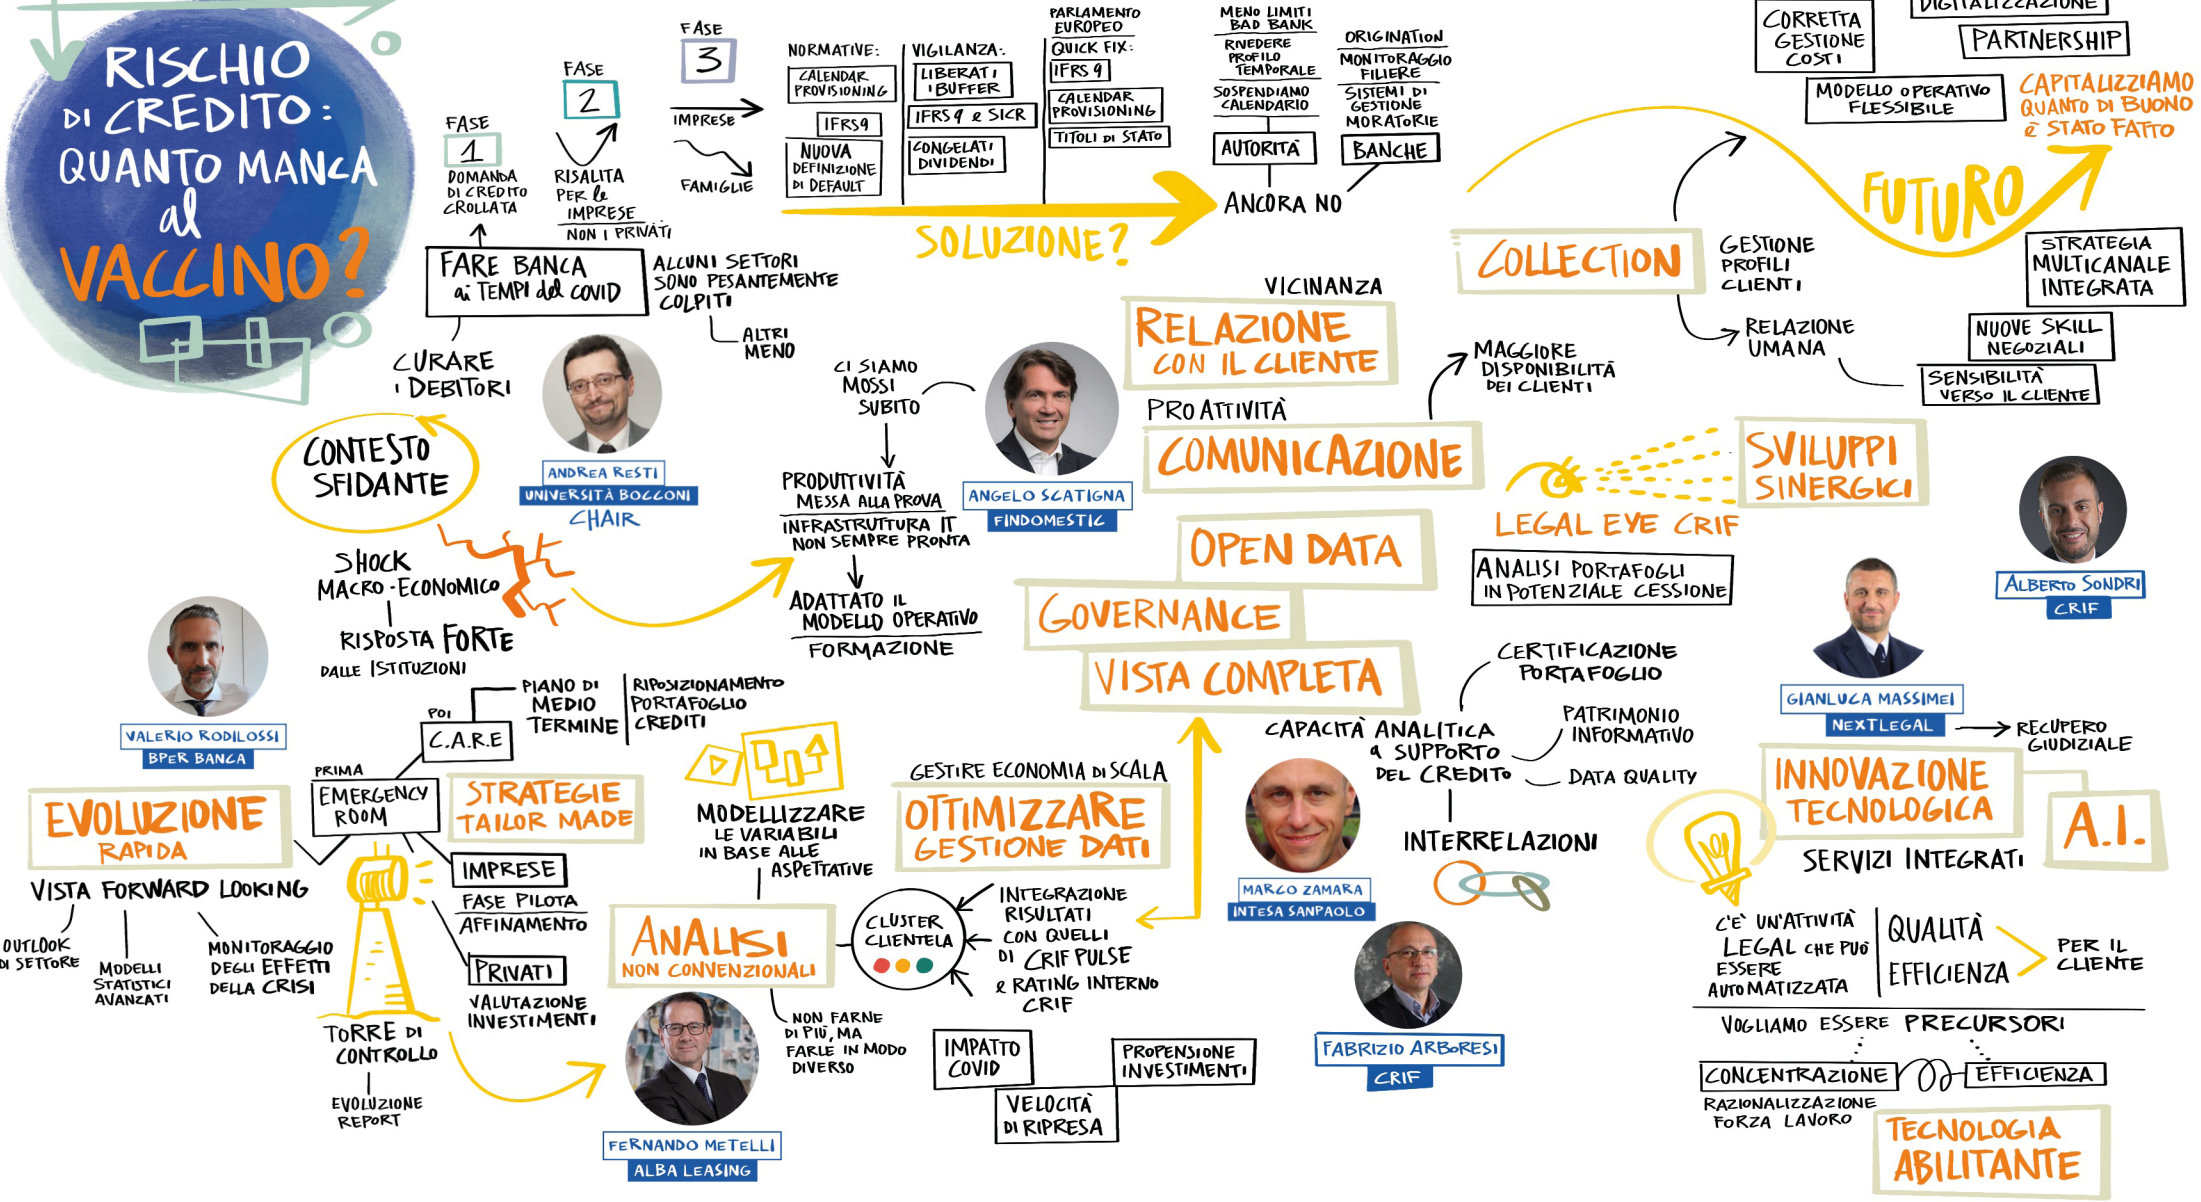 RISCHIO
DI CREDITO:
QUANTO MANCA
al
VACCINO?
FASE
1
DOMANDA
DI CREDITO
CROLLATA
FASE
2
RISALITA
PER le
IMPRESE
NON I PRIVATI
FASE
3
IMPRESE
FAMIGLIE
FARE BANCA
ai TEMPI del COVID
ALCUNI SETTORI
SONO PESANTEMENTE
COLPITI
ALTRI
MENO
CURARE
I DEBITORI
CONTESTO
SFIDANTE
ANDREA RESTI
UNIVERSITÀ BOCCONI
CHAIR
NORMATIVE:
CALENDAR
PROVISIONING
IFRS9
NUOVA
DEFINIZIONE
DI DEFAULT
VIGILANZA:
LIBERATI
I BUFFER
IFRS 9 e SICR
CONGELATI
DIVIDENDI
PARLAMENTO
EUROPEO
QUICK FIX:
IFRS 9
CALENDAR
PROVISIONING
TITOLI DI STATO
SOLUZIONE?
MENO LIMITI
BAD BANK
RIVEDERE
PROFILO
TEMPORALE
SOSPENDIAMO
CALENDARIO
AUTORITÀ
ORIGINATION
MONITORAGGIO
FILIERE
SISTEMI DI
GESTIONE
MORATORIE
BANCHE
ANCORA NO
SHOCK
MACRO-ECONOMICO
RISPOSTA FORTE
DALLE ISTITUZIONI
CI SIAMO
MOSSI
SUBITO
PRODUTTIVITÀ
MESSA ALLA PROVA
INFRASTRUTTURA IT
NON SEMPRE PRONTA
ADATTATO IL
MODELLO OPERATIVO
FORMAZIONE
ANGELO SCATIGNA
FINDOMESTIC
VICINANZA
RELAZIONE
CON IL CLIENTE
PROATTIVITÀ
COMUNICAZIONE
MAGGIORE
DISPONIBILITÀ
DEI CLIENTI
OPEN DATA
GOVERNANCE
VISTA COMPLETA
COLLECTION
GESTIONE
PROFILI
CLIENTI
RELAZIONE
UMANA
CORRETTA
GESTIONE
COSTI
DIGITALIZZAZIONE
PARTNERSHIP
MODELLO OPERATIVO
FLESSIBILE
CAPITALIZZIAMO
QUANTO DI BUONO
è STATO FATTO
FUTURO
STRATEGIA
MULTICANALE
INTEGRATA
NUOVE SKILL
NEGOZIALI
SENSIBILITÀ
VERSO IL CLIENTE
SVILUPPI
SINERGICI
LEGAL EYE CRIF
ANALISI PORTAFOGLI
IN POTENZIALE CESSIONE
ALBERTO SONDRI
CRIF
GIANLUCA MASSIMEI
NEXTLEGAL
RECUPERO
GIUDIZIALE
VALERIO RODILOSSI
BPER BANCA
EVOLUZIONE
RAPIDA
VISTA FORWARD LOOKING
OUTLOOK
DI SETTORE
MODELLI
STATISTICI
AVANZATI
MONITORAGGIO
DEGLI EFFETTI
DELLA CRISI
PRIMA
EMERGENCY
ROOM
POI
C.A.R.E
PIANO DI
MEDIO
TERMINE
RIPOSIZIONAMENTO
PORTAFOGLIO
CREDITI
STRATEGIE
TAILOR MADE
IMPRESE
FASE PILOTA
AFFINAMENTO
PRIVATI
VALUTAZIONE
INVESTIMENTI
TORRE DI
CONTROLLO
EVOLUZIONE
REPORT
MODELLIZZARE
LE VARIABILI
IN BASE ALLE
ASPETTATIVE
ANALISI
NON CONVENZIONALI
NON FARNE
DI PIÙ, MA
FARLE IN MODO
DIVERSO
FERNANDO METELLI
ALBA LEASING
GESTIRE ECONOMIA DI SCALA
OTTIMIZZARE
GESTIONE DATI
CLUSTER
CLIENTELA
INTEGRAZIONE
RISULTATI
CON QUELLI
DI CRIF PULSE
e RATING INTERNO
CRIF
IMPATTO
COVID
VELOCITÀ
DI RIPRESA
PROPENSIONE
INVESTIMENTI
CAPACITÀ ANALITICA
a SUPPORTO
DEL CREDITO
CERTIFICAZIONE
PORTAFOGLIO
PATRIMONIO
INFORMATIVO
DATA QUALITY
INTERRELAZIONI
MARCO ZAMARA
INTESA SANPAOLO
FABRIZIO ARBORESI
CRIF
INNOVAZIONE
TECNOLOGICA
A.I.
SERVIZI INTEGRATI
C'E' UN'ATTIVITÀ
LEGAL CHE PUÒ
ESSERE
AUTOMATIZZATA
QUALITÀ
EFFICIENZA
PER IL
CLIENTE
VOGLIAMO ESSERE PRECURSORI
CONCENTRAZIONE
EFFICIENZA
RAZIONALIZZAZIONE
FORZA LAVORO
TECNOLOGIA
ABILITANTE